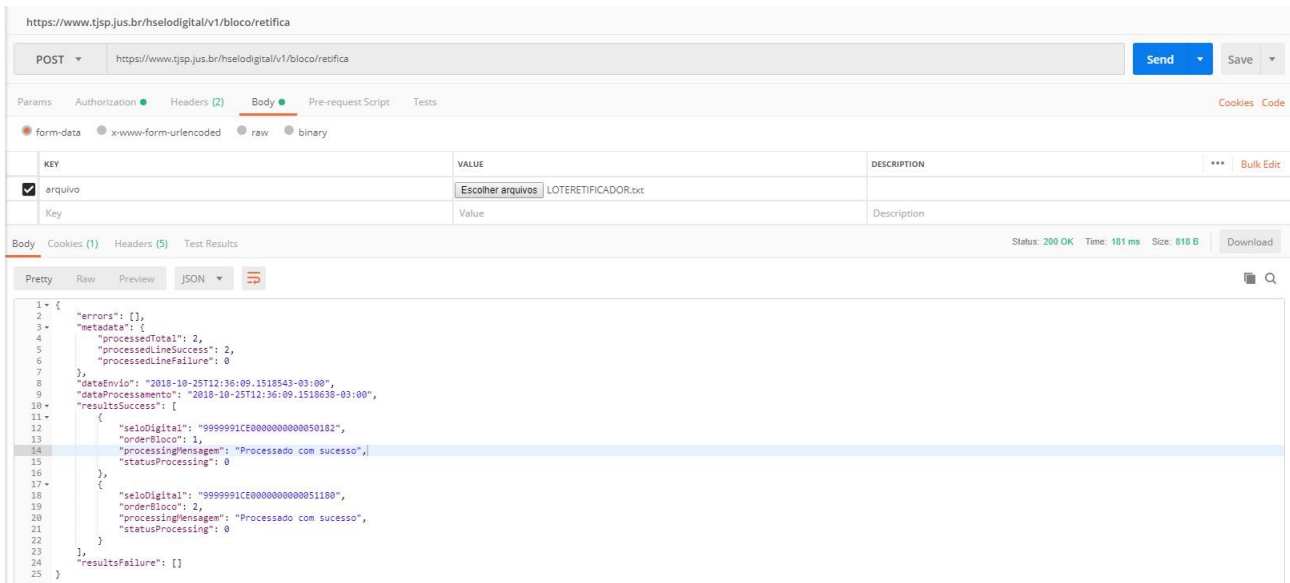 https://www.tjsp.jus.br/hselodigital/v1/bloco/retifica
POST https://www.tjsp.jus.br/hselodigital/v1/bloco/retifica Send Save
Params Authorization Headers (2) Body Pre-request Script Tests Cookies Code
form-data x-www-form-urlencoded raw binary
KEY VALUE DESCRIPTION ••• Bulk Edit
arquivo Escolher arquivos LOTERETIFICADOR.txt
Key Value Description
Body Cookies (1) Headers (5) Test Results Status: 200 OK Time: 181 ms Size: 818 B Download
Pretty Raw Preview JSON
1 {
2 "errors": [],
3 "metadata": {
4 "processedTotal": 2,
5 "processedLineSuccess": 2,
6 "processedLineFailure": 0
7 },
8 "dataEnvio": "2018-10-25T12:36:09.1518543-03:00",
9 "dataProcessamento": "2018-10-25T12:36:09.1518638-03:00",
10 "resultsSuccess": [
11 {
12 "seloDigital": "9999991CE0000000000050182",
13 "orderBloco": 1,
14 "processingMensagem": "Processado com sucesso",
15 "statusProcessing": 0
16 },
17 {
18 "seloDigital": "9999991CE0000000000051180",
19 "orderBloco": 2,
20 "processingMensagem": "Processado com sucesso",
21 "statusProcessing": 0
22 }
23 ],
24 "resultsFailure": []
25 }